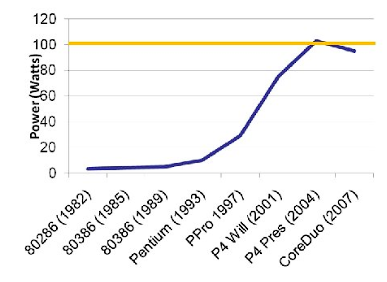 120
100
80
60
40
20
0
Power (Watts)
80286 (1982)
80386 (1985)
80386 (1989)
Pentium (1993)
PPro 1997)
P4 Will (2001)
P4 Pres (2004)
CoreDuo (2007)